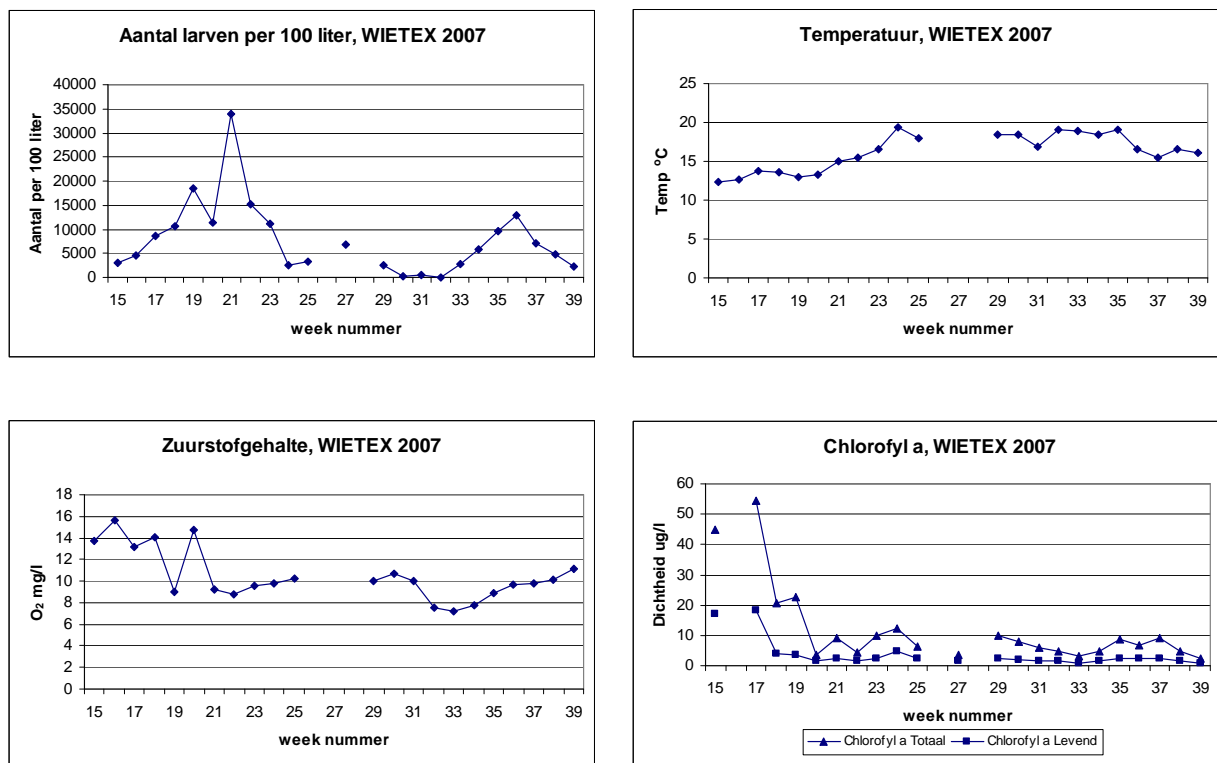 Aantal larven per 100 liter, WIETEX 2007
40000
35000
30000
25000
20000
15000
10000
5000
0
Aantal per 100 liter
15 17 19 21 23 25 27 29 31 33 35 37 39
week nummer
Temperatuur, WIETEX 2007
25
20
15
10
5
0
Temp °C
15 17 19 21 23 25 27 29 31 33 35 37 39
week nummer
Zuurstofgehalte, WIETEX 2007
18
16
14
12
10
8
6
4
2
0
O₂ mg/l
15 17 19 21 23 25 27 29 31 33 35 37 39
week nummer
Chlorofyl a, WIETEX 2007
60
50
40
30
20
10
0
Dichtheid ug/l
15 17 19 21 23 25 27 29 31 33 35 37 39
week nummer
Chlorofyl a Totaal Chlorofyl a Levend